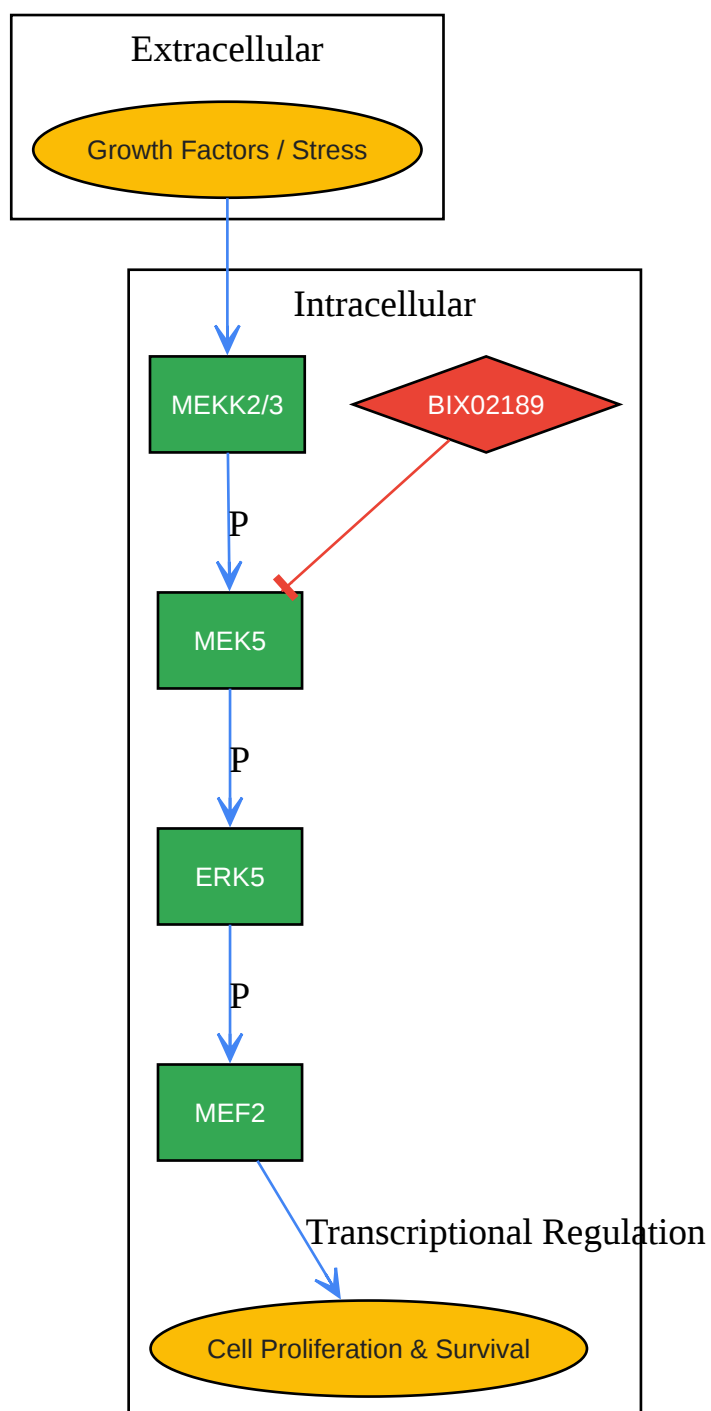 Extracellular
Growth Factors / Stress
Intracellular
MEKK2/3
BIX02189
P
MEK5
P
ERK5
P
MEF2
Transcriptional Regulation
Cell Proliferation & Survival